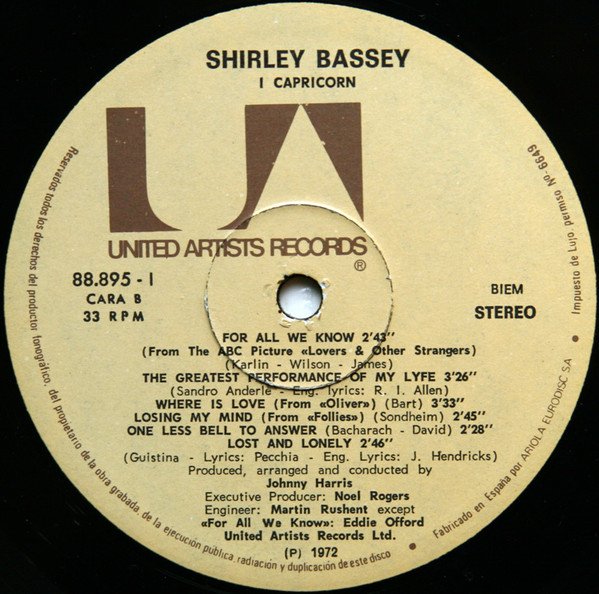 SHIRLEY BASSEY
I CAPRICORN
UNITED ARTISTS RECORDS
®
88.895 - I
CARA B
33 RPM
BIEM
STEREO
FOR ALL WE KNOW 2'43''
(From The ABC Picture «Lovers & Other Strangers)
(Karlin - Wilson - James)
THE GREATEST PERFORMANCE OF MY LYFE 3'26''
(Sandro Anderle - Eng. lyrics: R. I. Allen)
WHERE IS LOVE (From «Oliver») (Bart) 3'33''
LOSING MY MIND (From «Follies») (Sondheim) 2'45''
ONE LESS BELL TO ANSWER (Bacharach - David) 2'28''
LOST AND LONELY 2'46''
(Guistina - Lyrics: Pecchia - Eng. Lyrics: J. Hendricks)
Produced, arranged and conducted by
Johnny Harris
Executive Producer: Noel Rogers
Engineer: Martin Rushent except
«For All We Know»: Eddie Offord
United Artists Records Ltd.
(P) 1972
Reservados todos los derechos del productor fonográfico, del propietario de la obra grabada, de la ejecución pública radiación y duplicación de este disco • Fabricado en España por ARIOLA EURODISC S.A • Impuesto de Lujo permiso Nº 6649